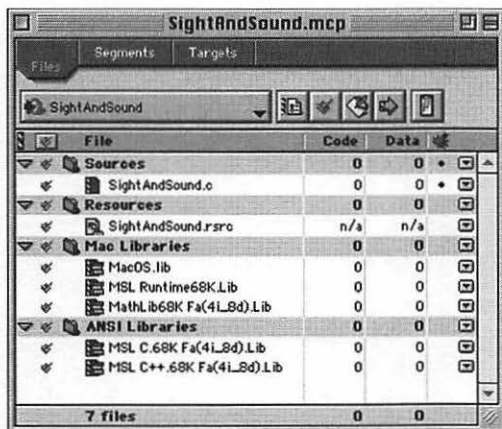 SightAndSound.mcp
Files Segments Targets
SightAndSound
File Code Data
Sources 0 0 •
SightAndSound.c 0 0 •
Resources 0 0
SightAndSound.rsrc n/a n/a
Mac Libraries 0 0
MacOS.lib 0 0
MSL Runtime68K.Lib 0 0
MathLib68K Fa(4i_8d).Lib 0 0
ANSI Libraries 0 0
MSL C.68K Fa(4i_8d).Lib 0 0
MSL C++.68K Fa(4i_8d).Lib 0 0
7 files 0 0